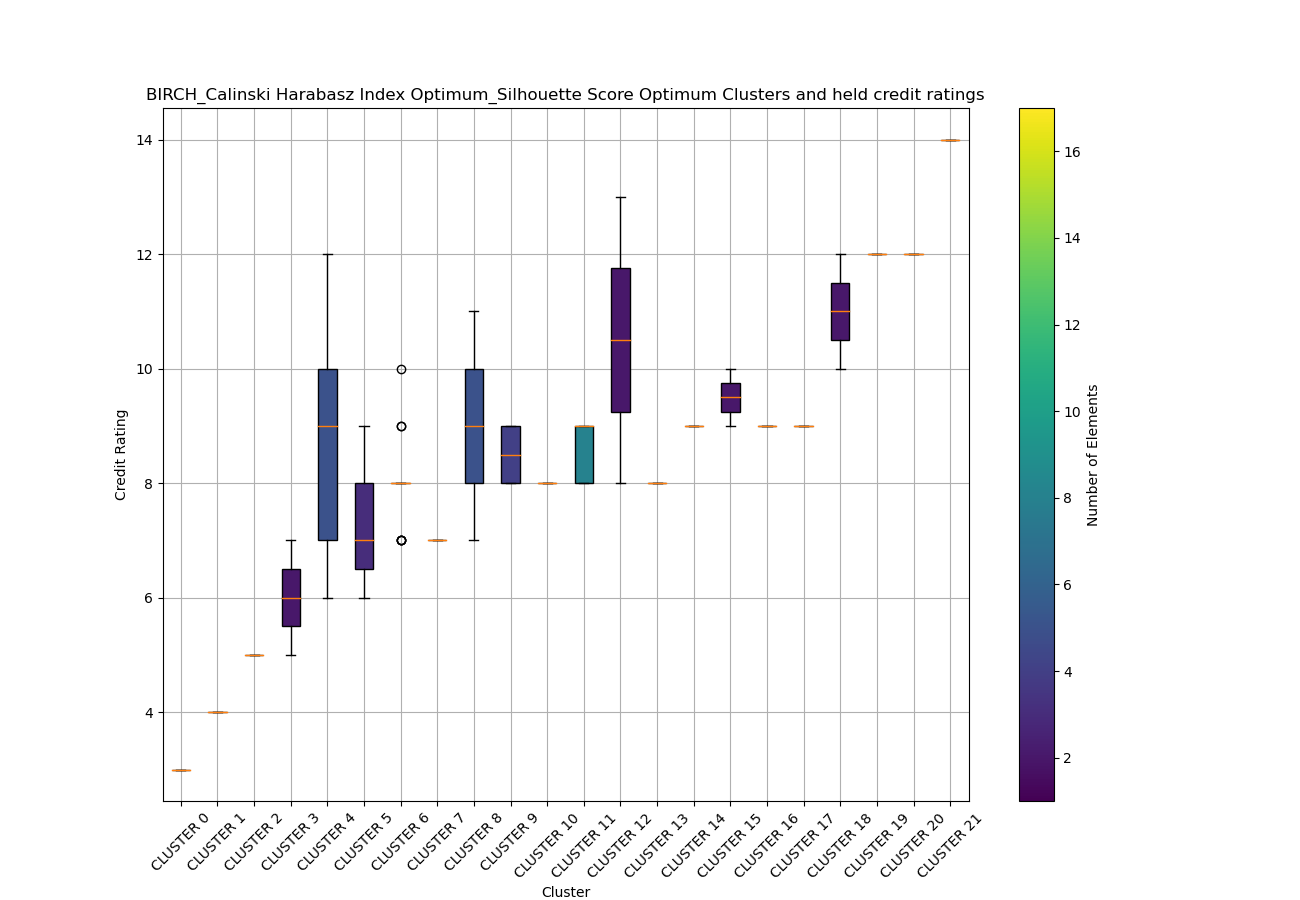 BIRCH_Calinski Harabasz Index Optimum_Silhouette Score Optimum Clusters and held credit ratings
14
12
10
8
6
4
Credit Rating
CLUSTER 0
CLUSTER 1
CLUSTER 2
CLUSTER 3
CLUSTER 4
CLUSTER 5
CLUSTER 6
CLUSTER 7
CLUSTER 8
CLUSTER 9
CLUSTER 10
CLUSTER 11
CLUSTER 12
CLUSTER 13
CLUSTER 14
CLUSTER 15
CLUSTER 16
CLUSTER 17
CLUSTER 18
CLUSTER 19
CLUSTER 20
CLUSTER 21
Cluster
16
14
12
10
8
6
4
2
Number of Elements